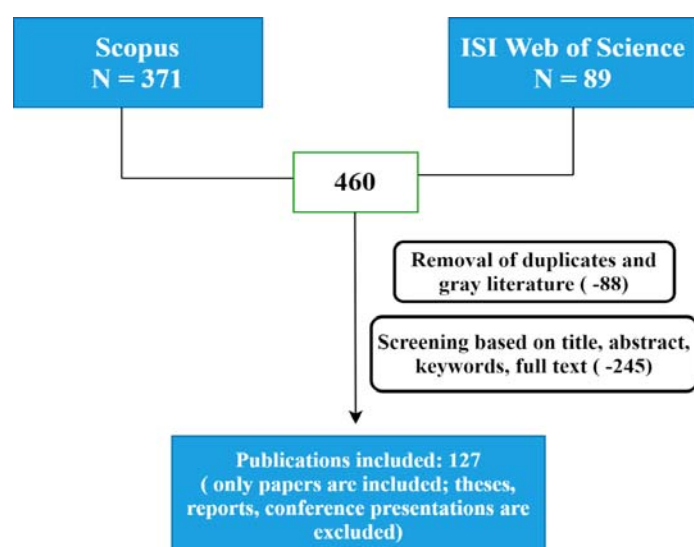 Scopus
N = 371
ISI Web of Science
N = 89
460
Removal of duplicates and
gray literature ( -88)
Screening based on title, abstract,
keywords, full text ( -245)
Publications included: 127
( only papers are included; theses,
reports, conference presentations are
excluded)